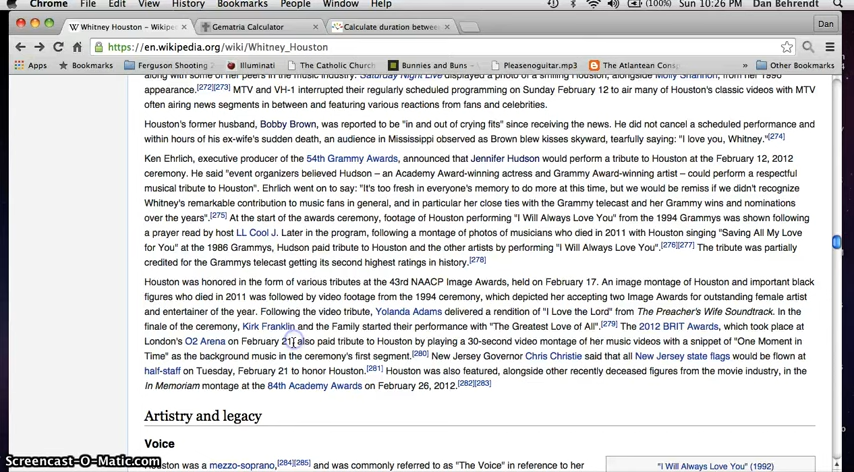 Chrome File Edit View History Bookmarks Window Help (100%) Sun 10:26 PM Dan Behrendt
Whitney Houston – Wikipe Gematria Calculator Calculate duration betwee Dan
https://en.wikipedia.org/wiki/Whitney_Houston
Apps Bookmarks Ferguson Shooting Illuminati The Catholic Church Bunnies and Buns - Pleasenoguitar.mp3 The Atlantean Consp » Other Bookmarks
along with some of her peers in the music industry. Saturday Night Live displayed a photo of a smiling Houston, alongside Molly Shannon, from her 1996
appearance.[272][273] MTV and VH-1 interrupted their regularly scheduled programming on Sunday February 12 to air many of Houston's classic videos with MTV
often airing news segments in between and featuring various reactions from fans and celebrities.
Houston's former husband, Bobby Brown, was reported to be "in and out of crying fits" since receiving the news. He did not cancel a scheduled performance and
within hours of his ex-wife's sudden death, an audience in Mississippi observed as Brown blew kisses skyward, tearfully saying: "I love you, Whitney."[274]
Ken Ehrlich, executive producer of the 54th Grammy Awards, announced that Jennifer Hudson would perform a tribute to Houston at the February 12, 2012
ceremony. He said "event organizers believed Hudson – an Academy Award-winning actress and Grammy Award-winning artist – could perform a respectful
musical tribute to Houston". Ehrlich went on to say: "It's too fresh in everyone's memory to do more at this time, but we would be remiss if we didn't recognize
Whitney's remarkable contribution to music fans in general, and in particular her close ties with the Grammy telecast and her Grammy wins and nominations
over the years".[275] At the start of the awards ceremony, footage of Houston performing "I Will Always Love You" from the 1994 Grammys was shown following
a prayer read by host LL Cool J. Later in the program, following a montage of photos of musicians who died in 2011 with Houston singing "Saving All My Love
for You" at the 1986 Grammys, Hudson paid tribute to Houston and the other artists by performing "I Will Always Love You".[276][277] The tribute was partially
credited for the Grammys telecast getting its second highest ratings in history.[278]
Houston was honored in the form of various tributes at the 43rd NAACP Image Awards, held on February 17. An image montage of Houston and important black
figures who died in 2011 was followed by video footage from the 1994 ceremony, which depicted her accepting two Image Awards for outstanding female artist
and entertainer of the year. Following the video tribute, Yolanda Adams delivered a rendition of "I Love the Lord" from The Preacher's Wife Soundtrack. In the
finale of the ceremony, Kirk Franklin and the Family started their performance with "The Greatest Love of All".[279] The 2012 BRIT Awards, which took place at
London's O2 Arena on February 21, also paid tribute to Houston by playing a 30-second video montage of her music videos with a snippet of "One Moment in
Time" as the background music in the ceremony's first segment.[280] New Jersey Governor Chris Christie said that all New Jersey state flags would be flown at
half-staff on Tuesday, February 21 to honor Houston.[281] Houston was also featured, alongside other recently deceased figures from the movie industry, in the
In Memoriam montage at the 84th Academy Awards on February 26, 2012.[282][283]
Artistry and legacy
Voice
Houston was a mezzo-soprano,[284][285] and was commonly referred to as "The Voice" in reference to her
"I Will Always Love You" (1992)
Screencast-O-Matic.com